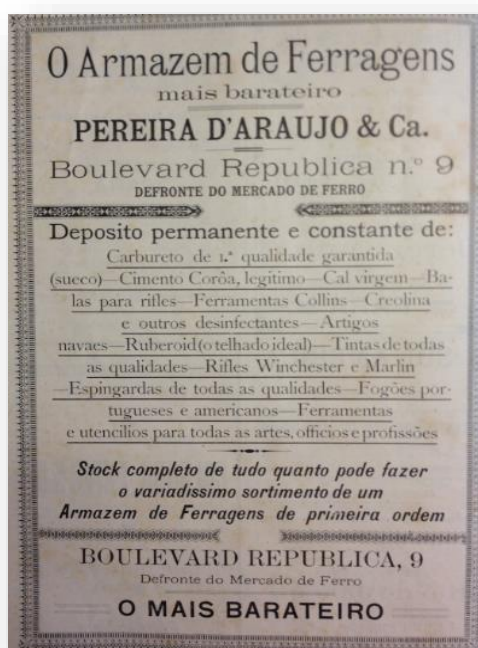 O Armazem de Ferragens
mais barateiro
PEREIRA D'ARAUJO & Ca.
Boulevard Republica n.º 9
DEFRONTE DO MERCADO DE FERRO
Deposito permanente e constante de:
Carbureto de 1.ª qualidade garantida
(sueco)—Cimento Corôa, legitimo—Cal virgem—Ba-
las para rifles—Ferramentas Collins—Creolina
e outros desinfectantes—Artigos
navaes—Ruberoid (o telhado ideal)—Tintas de todas
as qualidades—Rifles Winchester e Marlin
—Espingardas de todas as qualidades—Fogões por-
tugueses e americanos—Ferramentas
e utencilios para todas as artes, officios e profissões
Stock completo de tudo quanto pode fazer
o variadissimo sortimento de um
Armazem de Ferragens de primeira ordem
BOULEVARD REPUBLICA, 9
Defronte do Mercado de Ferro
O MAIS BARATEIRO